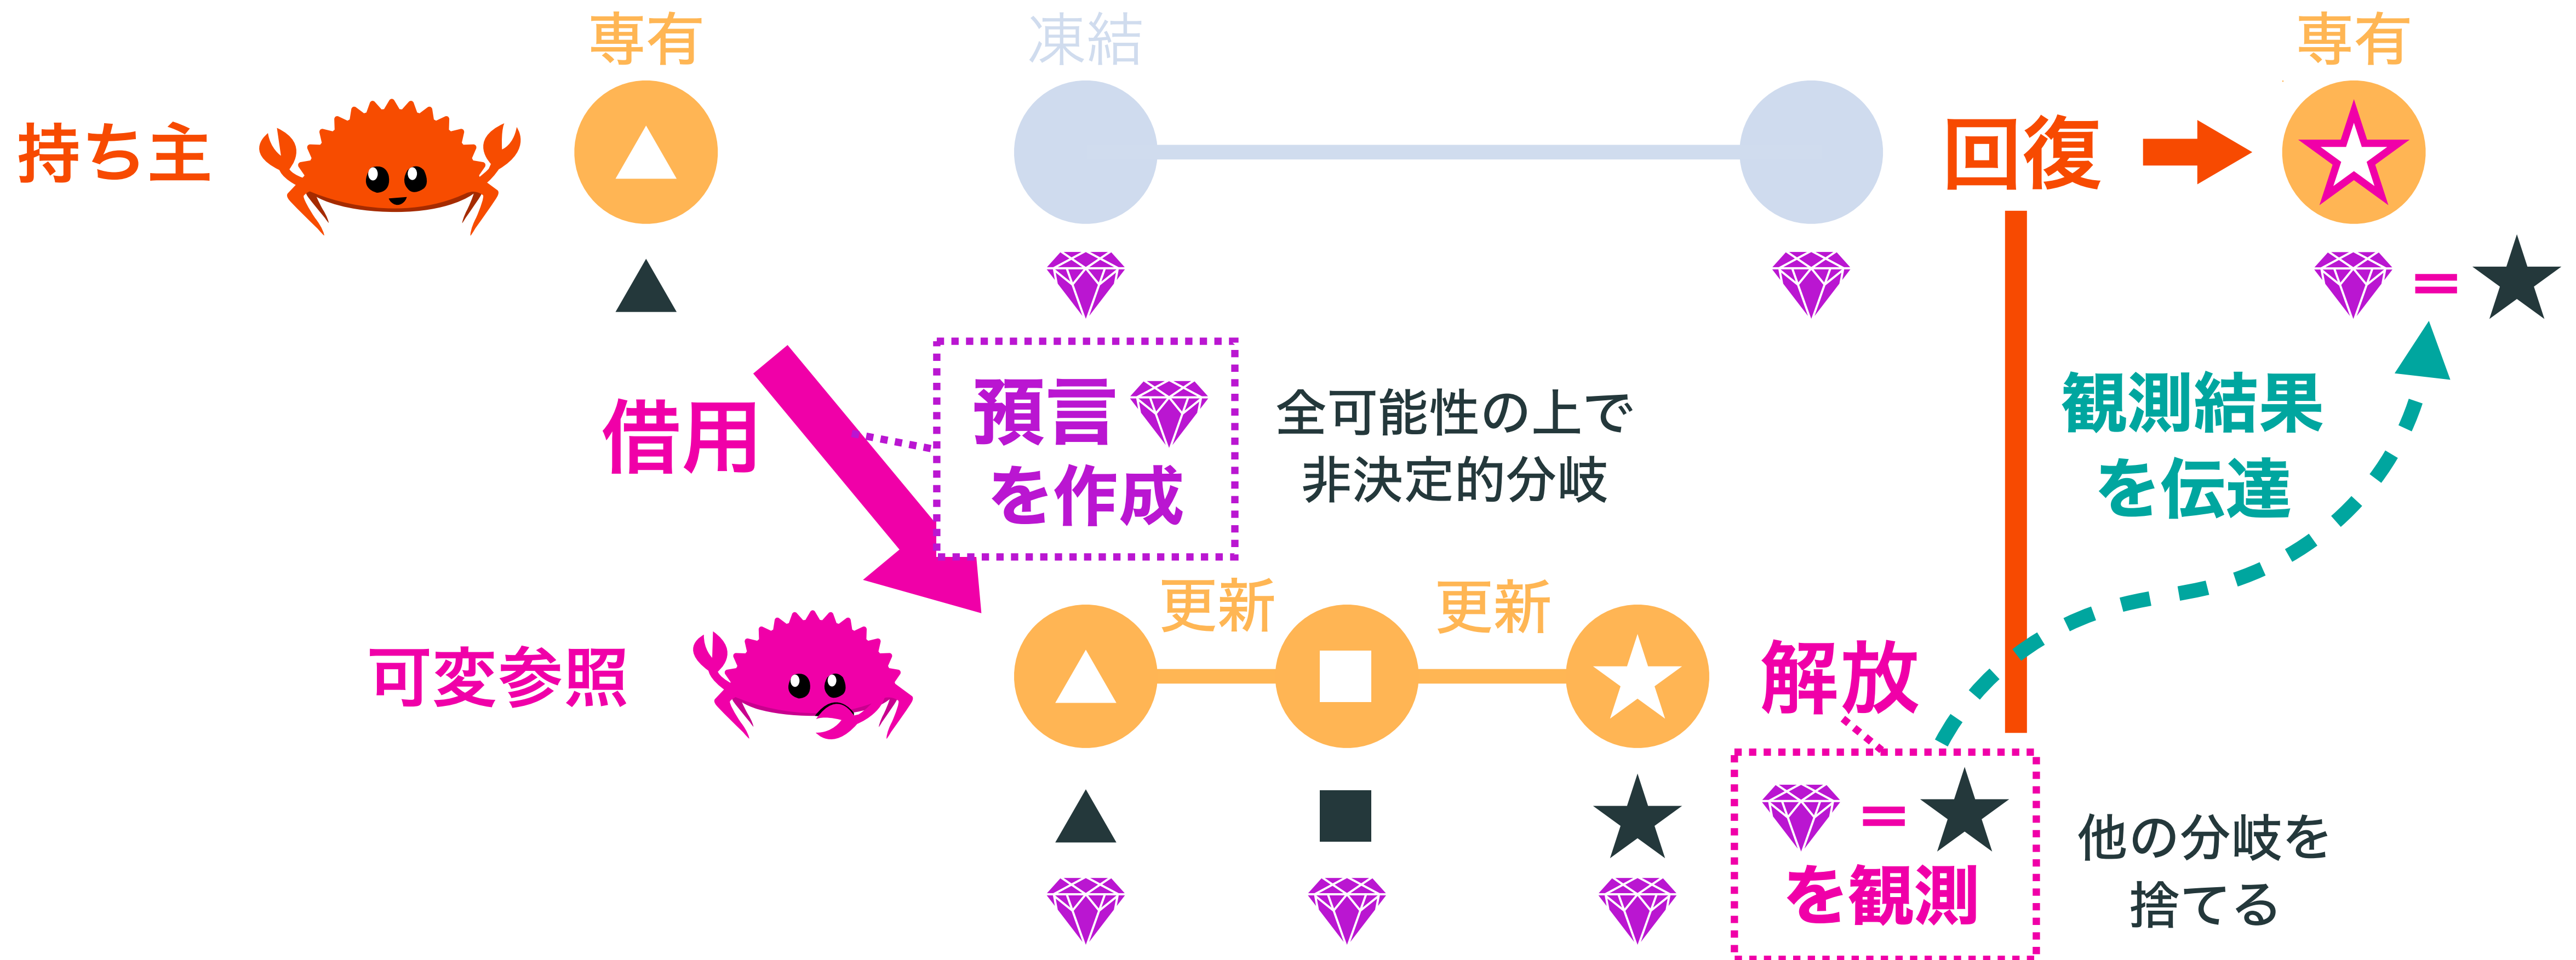 専有
凍結
専有
持ち主
回復
=
借用
預言
を作成
全可能性の上で
非決定的分岐
観測結果
を伝達
更新
更新
可変参照
解放
=
を観測
他の分岐を
捨てる